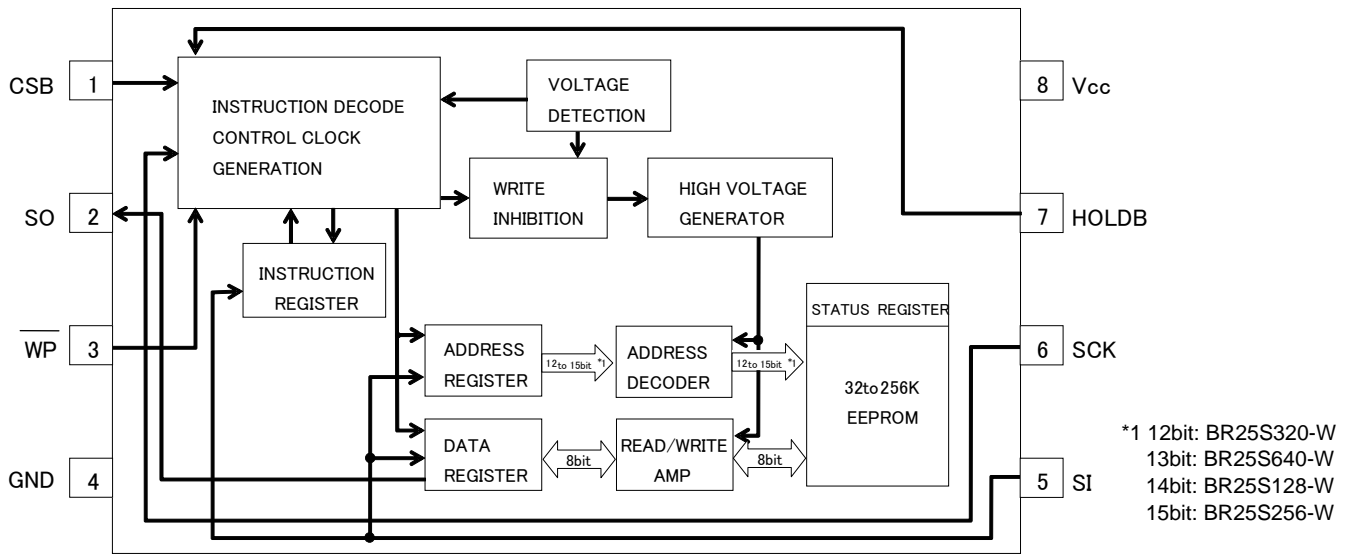 CSB 1
SO 2
WP 3
GND 4
INSTRUCTION DECODE
CONTROL CLOCK
GENERATION
VOLTAGE
DETECTION
WRITE
INHIBITION
HIGH VOLTAGE
GENERATOR
INSTRUCTION
REGISTER
ADDRESS
REGISTER
12to 15bit *1
ADDRESS
DECODER
12to 15bit *1
STATUS REGISTER
32to256K
EEPROM
DATA
REGISTER
8bit
READ/WRITE
AMP
8bit
8 Vcc
7 HOLDB
6 SCK
5 SI
*1 12bit: BR25S320-W
13bit: BR25S640-W
14bit: BR25S128-W
15bit: BR25S256-W